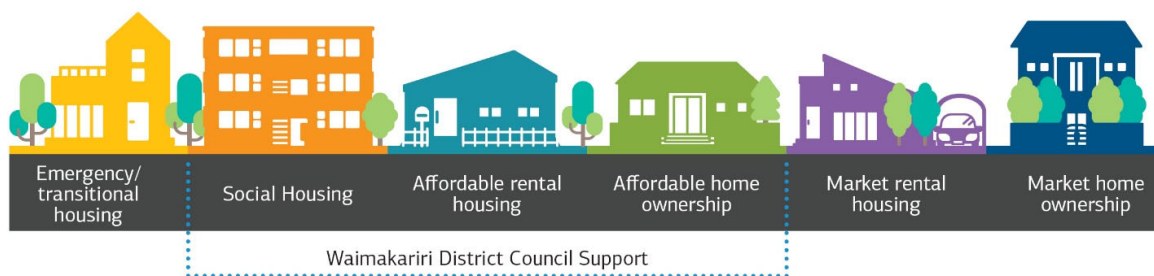 Emergency/
transitional
housing
Social Housing
Affordable rental
housing
Affordable home
ownership
Market rental
housing
Market home
ownership
Waimakariri District Council Support